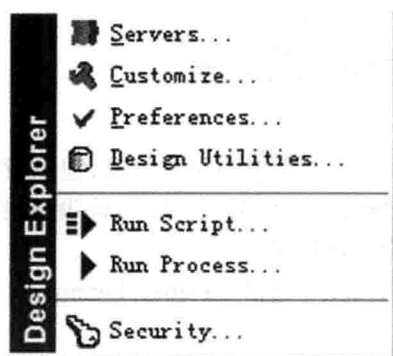 Design Explorer
Servers...
Customize...
Preferences...
Design Utilities...
Run Script...
Run Process...
Security...